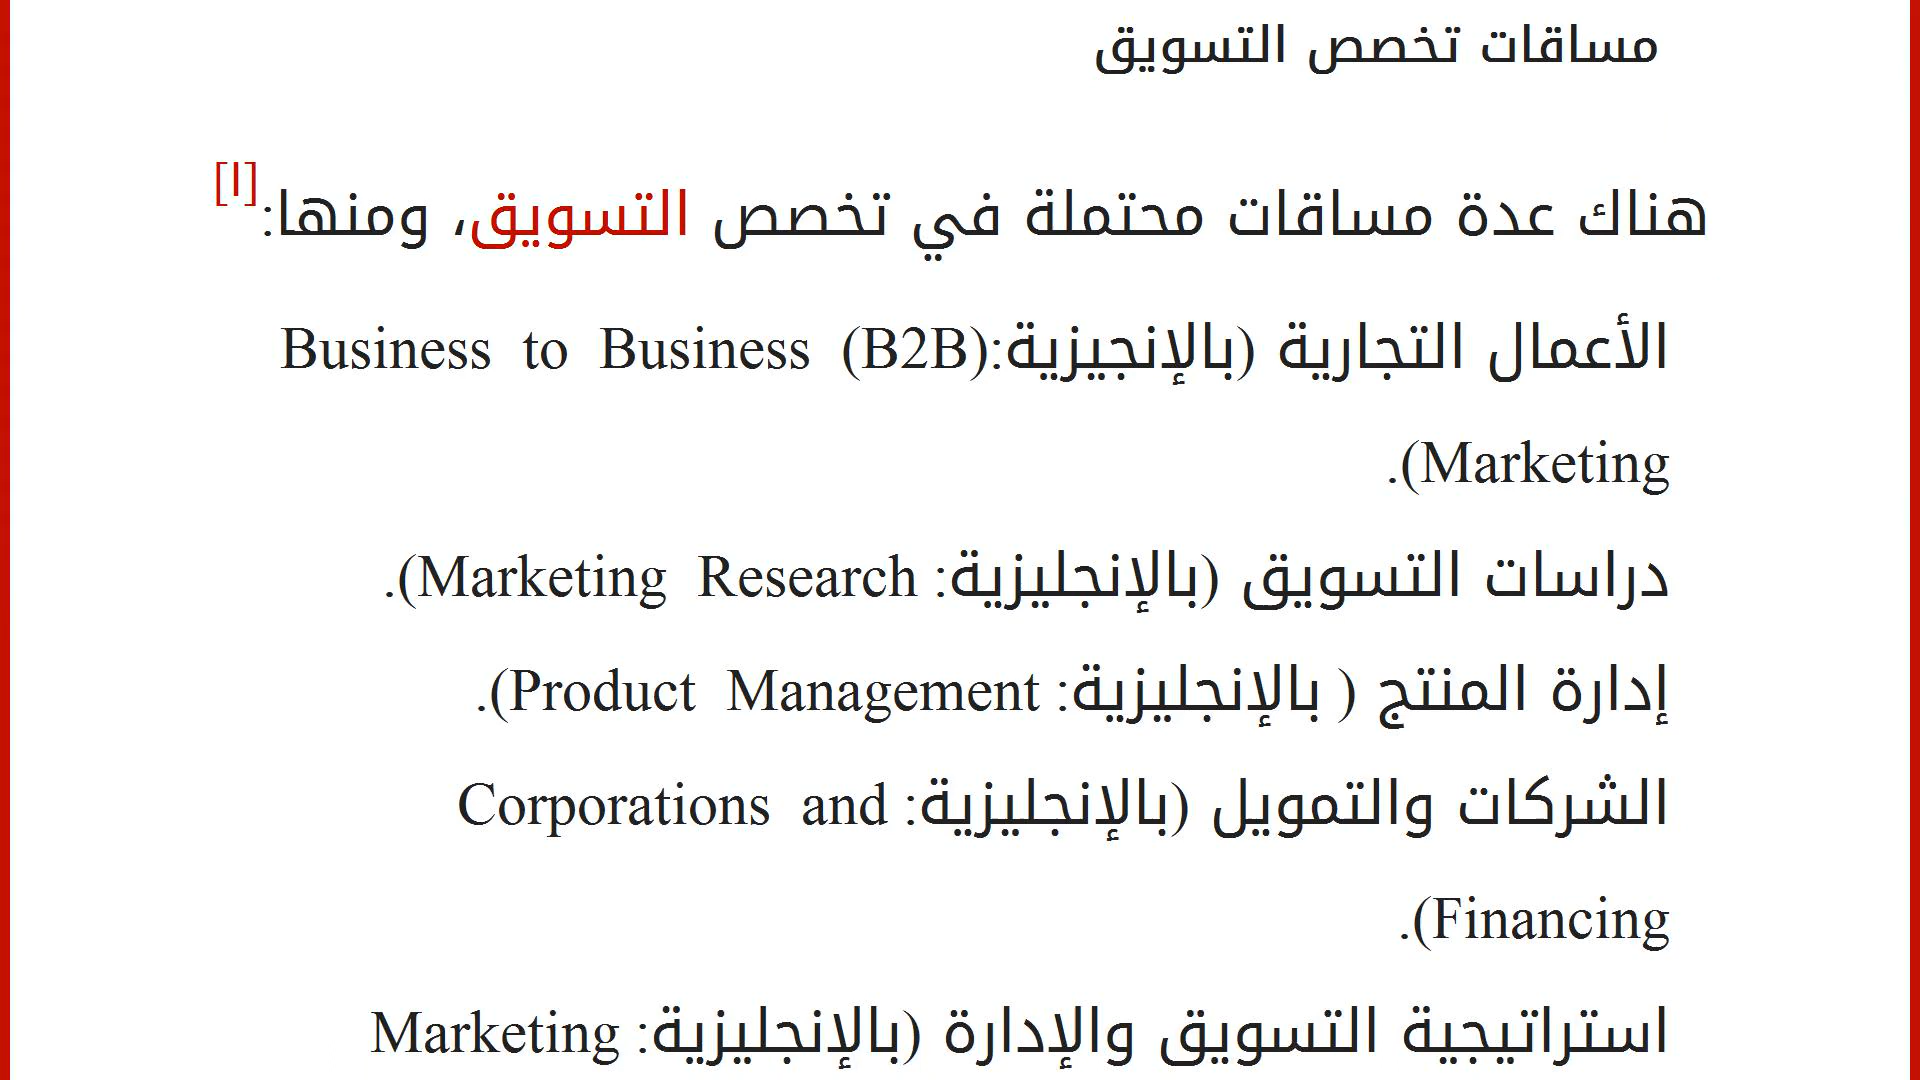 مساقات تخصص التسويق
هناك عدة مساقات محتملة في تخصص التسويق، ومنها:[ا]
الأعمال التجارية (بالإنجيزية:(Business to Business (B2B
Marketing).
دراسات التسويق (بالإنجليزية: Marketing Research).
إدارة المنتج ( بالإنجليزية: Product Management).
الشركات والتمويل (بالإنجليزية: Corporations and
Financing).
استراتيجية التسويق والإدارة (بالإنجليزية: Marketing